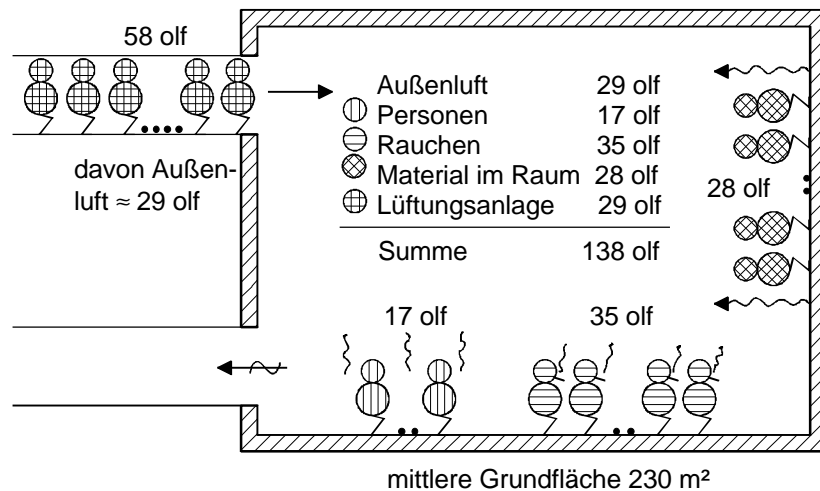 58 olf
Außenluft 29 olf
Personen 17 olf
Rauchen 35 olf
Material im Raum 28 olf
Lüftungsanlage 29 olf
Summe 138 olf
davon Außen-
luft ≈ 29 olf
28 olf
17 olf
35 olf
mittlere Grundfläche 230 m²